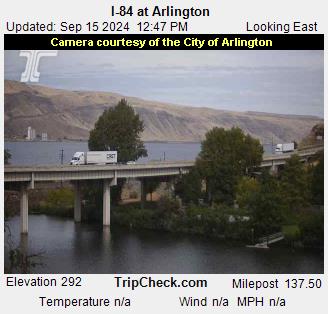 I-84 at Arlington
Updated: Sep 15 2024 12:47 PM Looking East
Camera courtesy of the City of Arlington
CRST
Elevation 292 TripCheck.com Milepost 137.50
Temperature n/a Wind n/a MPH n/a